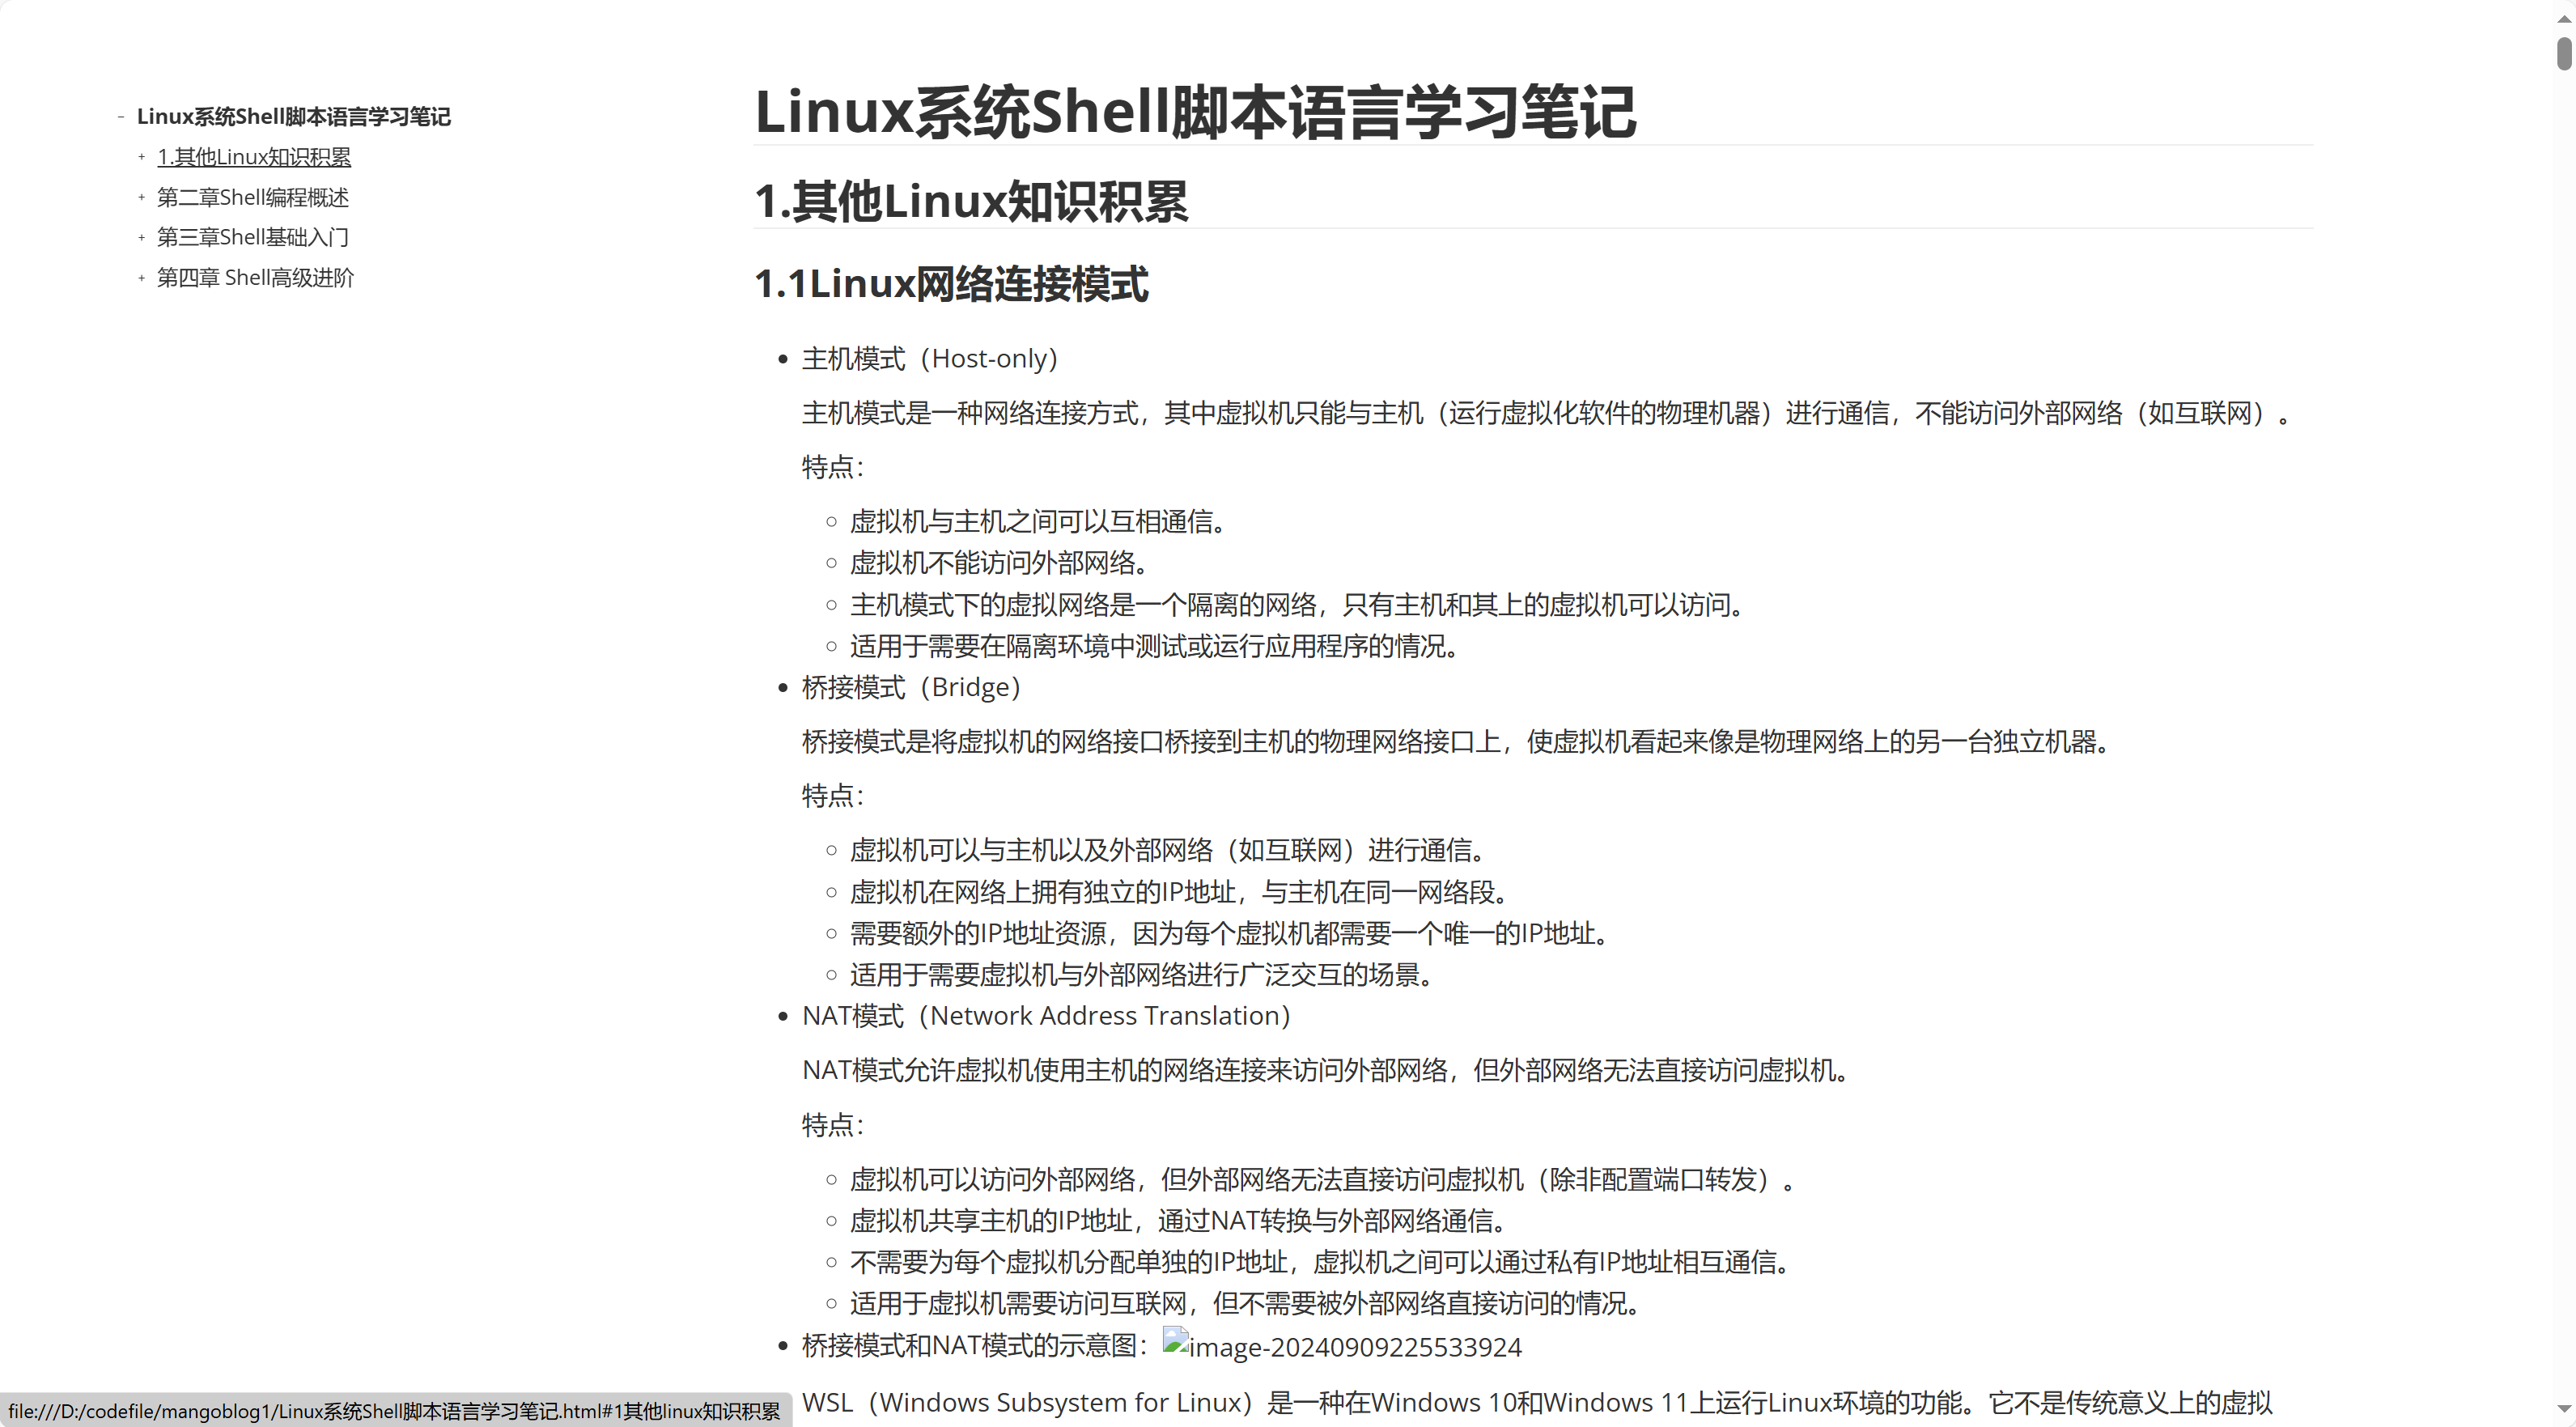 Linux系统Shell脚本语言学习笔记
1.其他Linux知识积累
第二章Shell编程概述
第三章Shell基础入门
第四章 Shell高级进阶
Linux系统Shell脚本语言学习笔记
1.其他Linux知识积累
1.1Linux网络连接模式
主机模式（Host-only）
主机模式是一种网络连接方式，其中虚拟机只能与主机（运行虚拟化软件的物理机器）进行通信，不能访问外部网络（如互联网）。
特点：
虚拟机与主机之间可以互相通信。
虚拟机不能访问外部网络。
主机模式下的虚拟网络是一个隔离的网络，只有主机和其上的虚拟机可以访问。
适用于需要在隔离环境中测试或运行应用程序的情况。
桥接模式（Bridge）
桥接模式是将虚拟机的网络接口桥接到主机的物理网络接口上，使虚拟机看起来像是物理网络上的另一台独立机器。
特点：
虚拟机可以与主机以及外部网络（如互联网）进行通信。
虚拟机在网络上拥有独立的IP地址，与主机在同一网络段。
需要额外的IP地址资源，因为每个虚拟机都需要一个唯一的IP地址。
适用于需要虚拟机与外部网络进行广泛交互的场景。
NAT模式（Network Address Translation）
NAT模式允许虚拟机使用主机的网络连接来访问外部网络，但外部网络无法直接访问虚拟机。
特点：
虚拟机可以访问外部网络，但外部网络无法直接访问虚拟机（除非配置端口转发）。
虚拟机共享主机的IP地址，通过NAT转换与外部网络通信。
不需要为每个虚拟机分配单独的IP地址，虚拟机之间可以通过私有IP地址相互通信。
适用于虚拟机需要访问互联网，但不需要被外部网络直接访问的情况。
桥接模式和NAT模式的示意图：image-20240909225533924
WSL（Windows Subsystem for Linux）是一种在Windows 10和Windows 11上运行Linux环境的功能。它不是传统意义上的虚拟
file:///D:/codefile/mangoblog1/Linux系统Shell脚本语言学习笔记.html#1其他linux知识积累